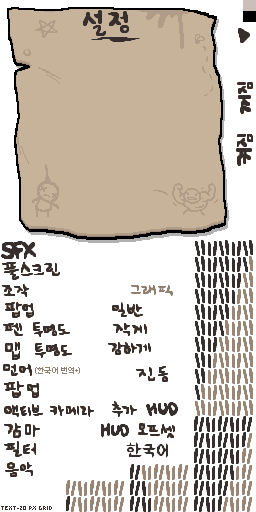 설정
SFX
풀스크린
조작 그래픽
팝업 일반
펜 투명도 작게
맵 투명도 강하게
언어(한국어 번역+) 진동
팝업
액티브 카메라 추가 HUD
감마 HUD 오프셋
필터 한국어
음악
TEXT-20 PX GRID